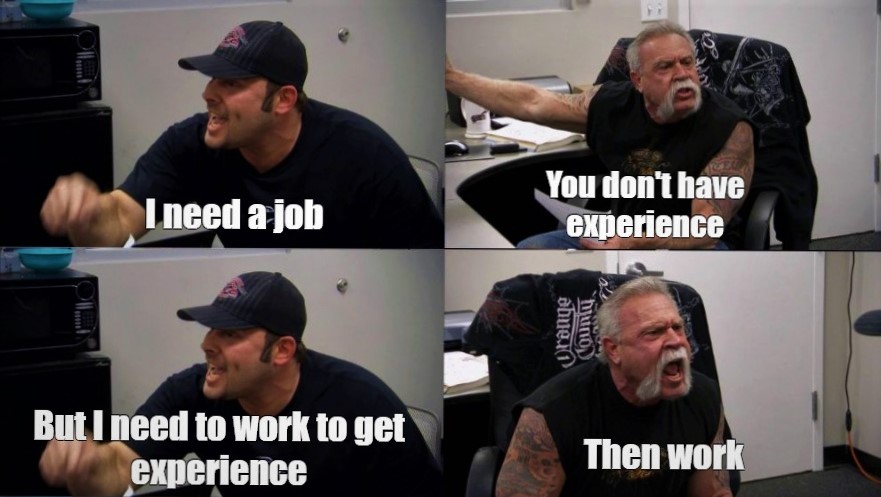 I need a job
You don't have
experience
But I need to work to get
experience
Orange
County
Then work